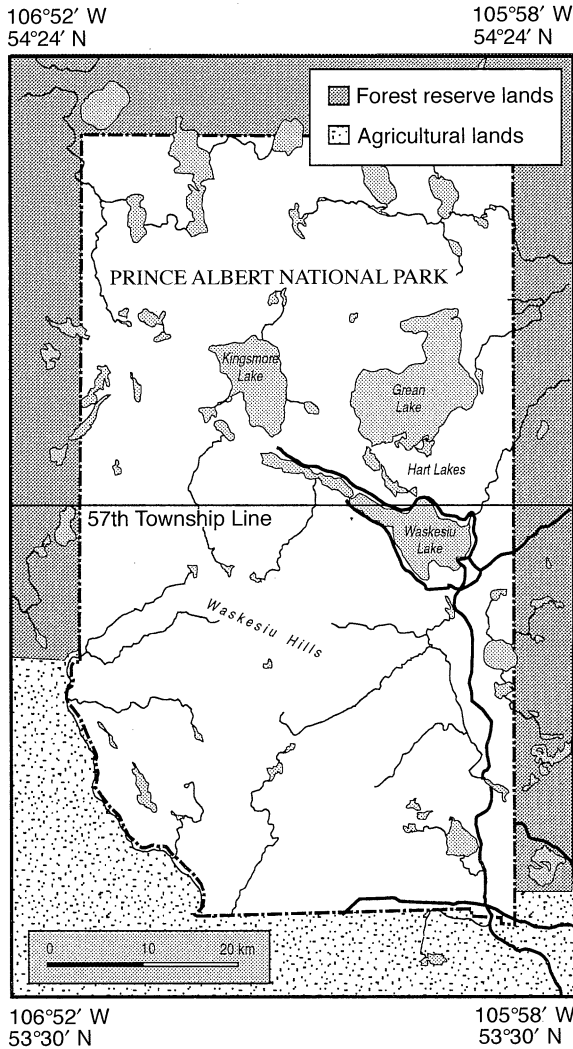 106°52′ W
54°24′ N
105°58′ W
54°24′ N
Forest reserve lands
Agricultural lands
PRINCE ALBERT NATIONAL PARK
Kingsmore
Lake
Grean
Lake
Hart Lakes
57th Township Line
Waskesiu
Lake
Waskesiu Hills
0 10 20 km
106°52′ W
53°30′ N
105°58′ W
53°30′ N